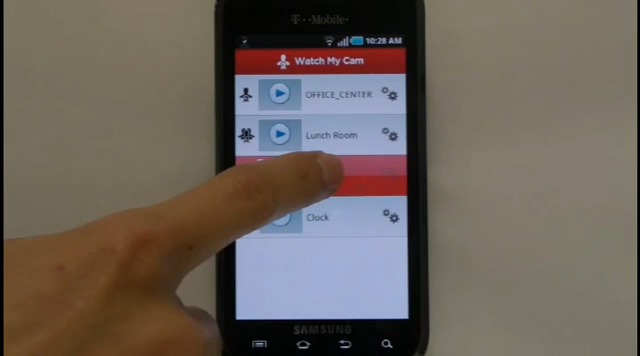 T··Mobile·
10:28 AM
Watch My Cam
OFFICE_CENTER
Lunch Room
Clock
SAMSUNG